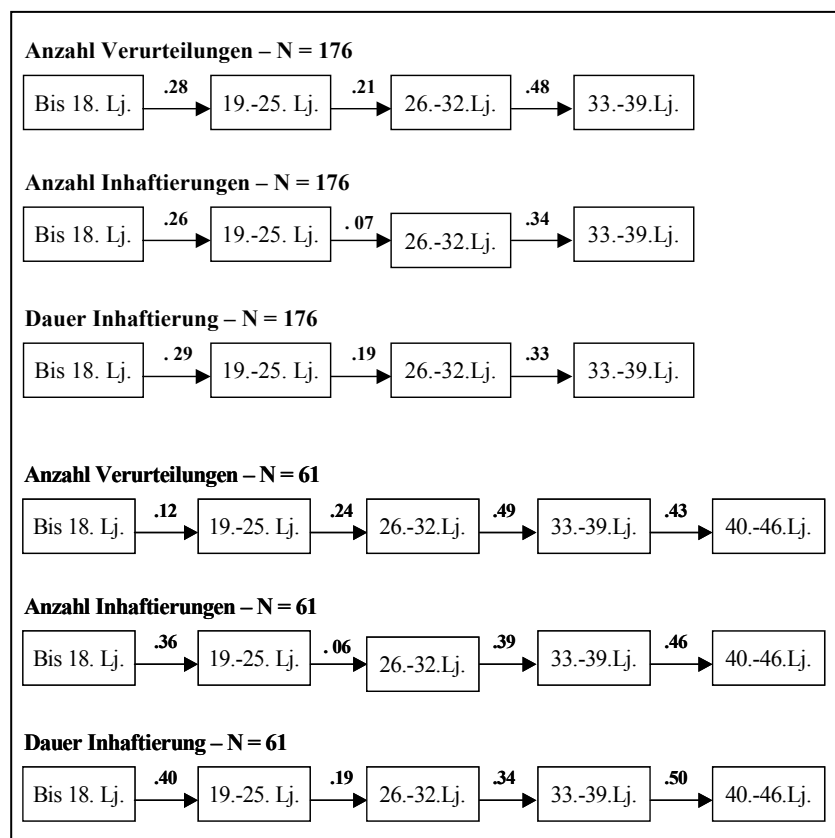 Anzahl Verurteilungen – N = 176
.28 .21 .48
Bis 18. Lj. 19.-25. Lj. 26.-32.Lj. 33.-39.Lj.
Anzahl Inhaftierungen – N = 176
.26 . 07 .34
Bis 18. Lj. 19.-25. Lj. 26.-32.Lj. 33.-39.Lj.
Dauer Inhaftierung – N = 176
. 29 .19 .33
Bis 18. Lj. 19.-25. Lj. 26.-32.Lj. 33.-39.Lj.
Anzahl Verurteilungen – N = 61
.12 .24 .49 .43
Bis 18. Lj. 19.-25. Lj. 26.-32.Lj. 33.-39.Lj. 40.-46.Lj.
Anzahl Inhaftierungen – N = 61
.36 . 06 .39 .46
Bis 18. Lj. 19.-25. Lj. 26.-32.Lj. 33.-39.Lj. 40.-46.Lj.
Dauer Inhaftierung – N = 61
.40 .19 .34 .50
Bis 18. Lj. 19.-25. Lj. 26.-32.Lj. 33.-39.Lj. 40.-46.Lj.